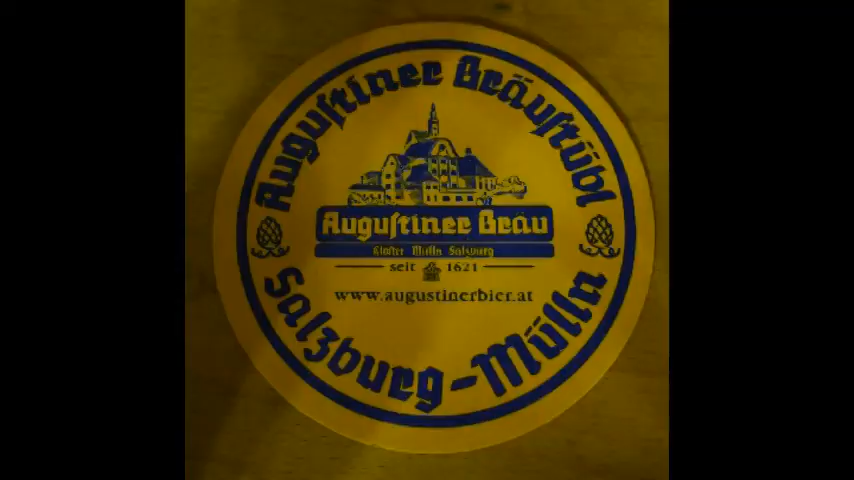 Augustiner Bräustübl
Augustiner Bräu
Kloster Mülln Salzburg
seit 1621
www.augustinerbier.at
Salzburg-Mülln